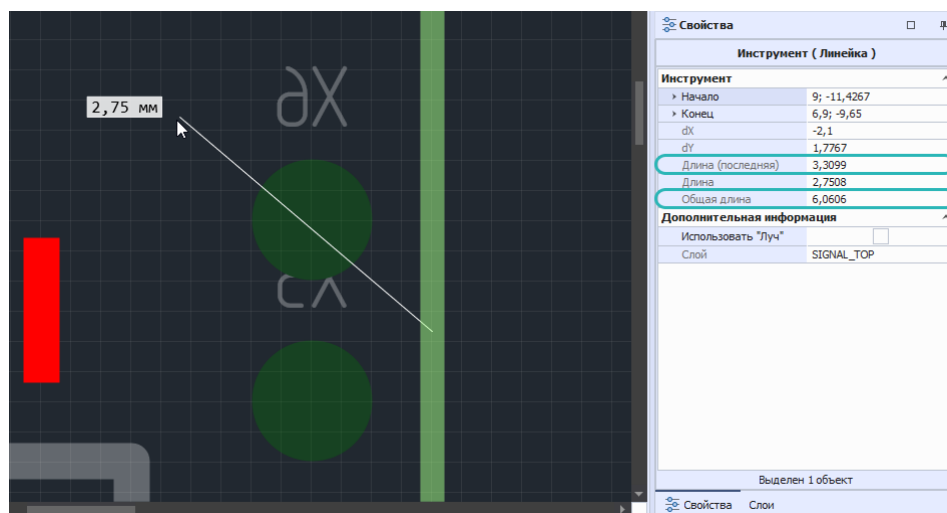 2,75 мм
Свойства
Инструмент ( Линейка )
Инструмент
Начало 9; -11,4267
Конец 6,9; -9,65
dX -2,1
dY 1,7767
Длина (последняя) 3,3099
Длина 2,7508
Общая длина 6,0606
Дополнительная информация
Использовать "Луч"
Слой SIGNAL_TOP
Выделен 1 объект
Свойства Слои